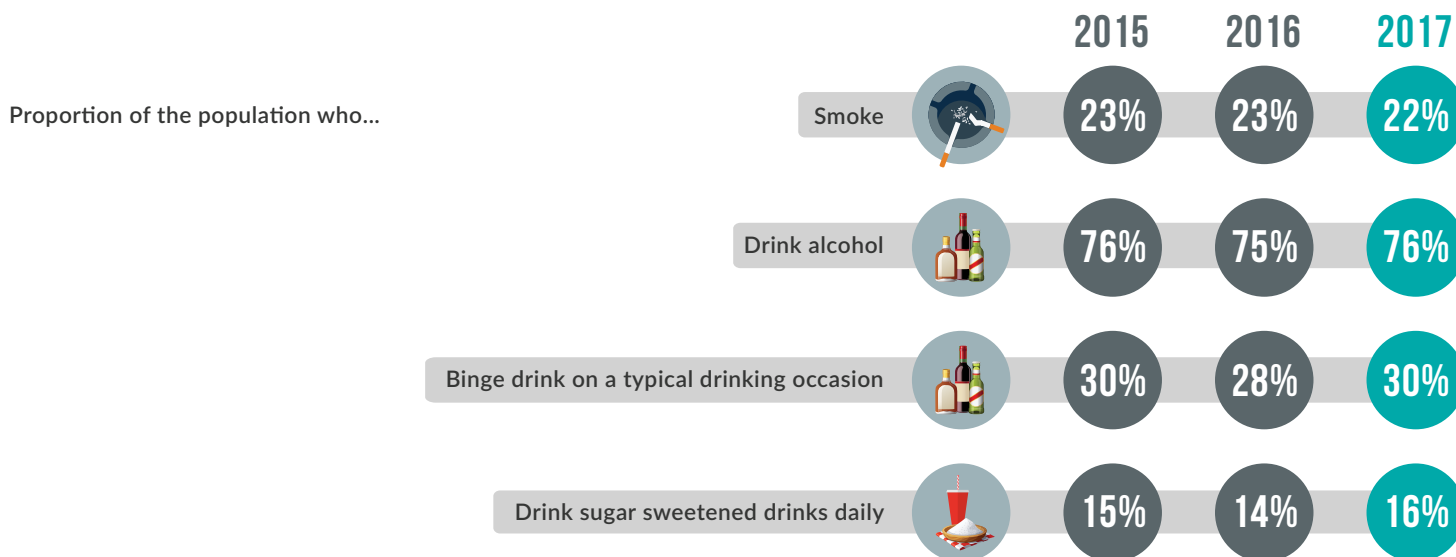 2015 2016 2017
Proportion of the population who...
Smoke 23% 23% 22%
Drink alcohol 76% 75% 76%
Binge drink on a typical drinking occasion 30% 28% 30%
Drink sugar sweetened drinks daily 15% 14% 16%